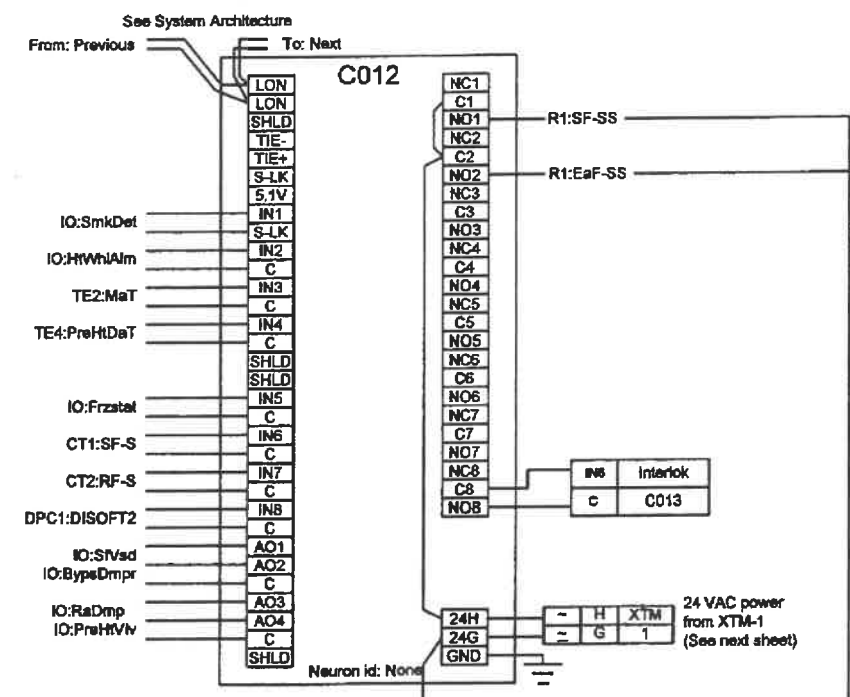 See System Architecture
From: Previous
To: Next
C012
LON
LON
SHLD
TIE-
TIE+
S-LK
5,1V
IN1
S-LK
IN2
C
IN3
C
IN4
C
SHLD
SHLD
IN5
C
IN6
C
IN7
C
IN8
C
AO1
AO2
C
AO3
AO4
C
SHLD
IO:SmkDet
IO:HtWhlAlm
TE2:MaT
TE4:PreHtDaT
IO:Frzstat
CT1:SF-S
CT2:RF-S
DPC1:DISOFT2
IO:SfVsd
IO:BypsDmpr
IO:RaDmp
IO:PreHtVlv
NC1
C1
NO1
NC2
C2
NO2
NC3
C3
NO3
NC4
C4
NO4
NC5
C5
NO5
NC6
C6
NO6
NC7
C7
NO7
NC8
C8
NO8
R1:SF-SS
R1:EaF-SS
IN6 Interlok
C C013
24H
24G
GND
~ H XTM
~ G 1
24 VAC power
from XTM-1
(See next sheet)
Neuron id: None